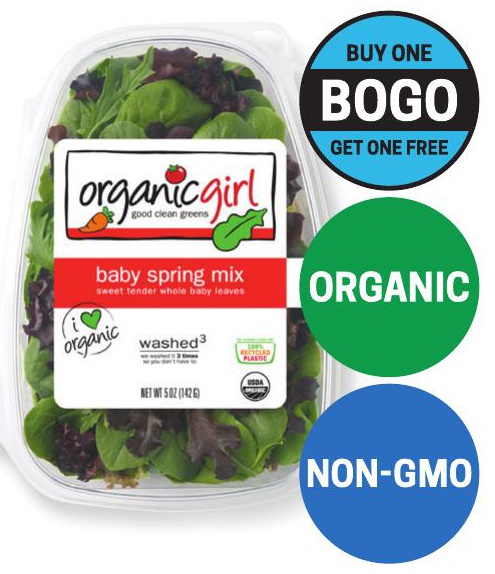 organicgirl
good clean greens
baby spring mix
sweet tender whole baby leaves
i
organic
washed³
we washed it 3 times
so you don't have to
100%
RECYCLED
PLASTIC
USDA
ORGANIC
NET WT 5 OZ (142G)
BUY ONE
BOGO
GET ONE FREE
ORGANIC
NON-GMO